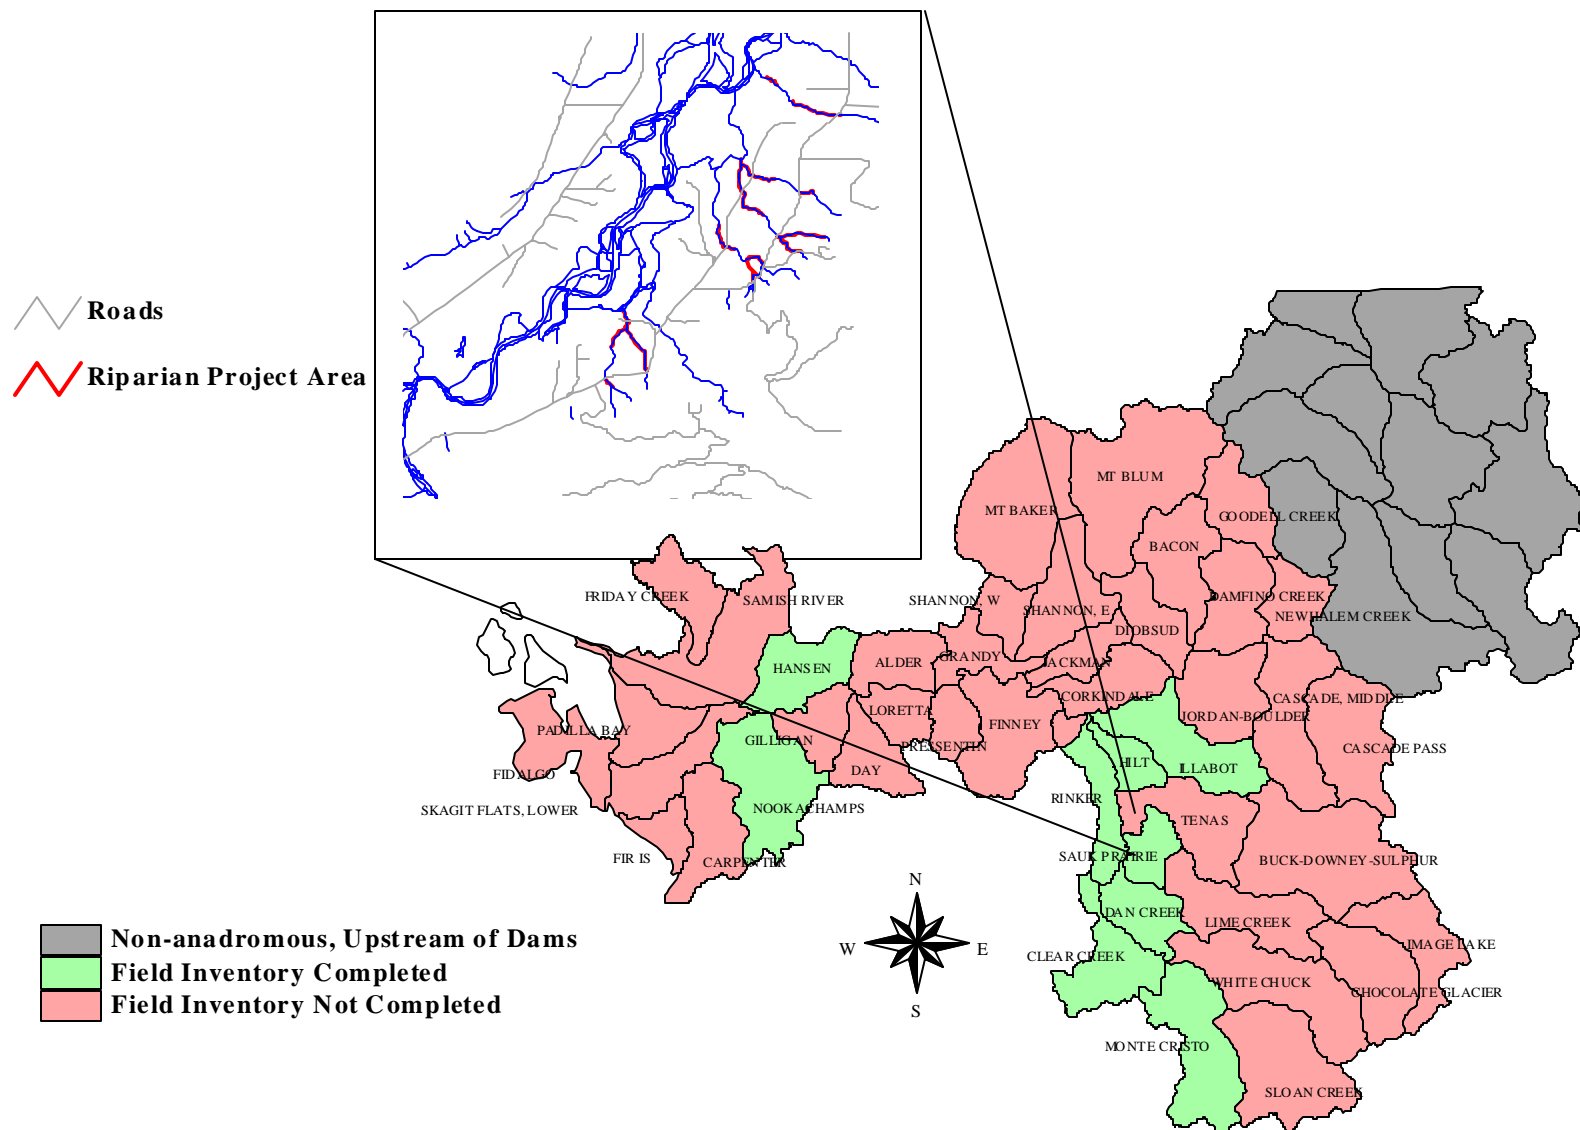 Roads
Riparian Project Area
MT BLUM
MT BAKER
GOODELL CREEK
BACON
FRIDAY CREEK
SAMISH RIVER
SHANNON, W
SHANNON, E
DAMFINO CREEK
NEWHALEM CREEK
DIOBSUD
HANSEN
ALDER
GRANDY
JACKMAN
CORKINDALE
CASCADE, MIDDLE
LORETTA
JORDAN-BOULDER
FINNEY
PADILLA BAY
GILLIGAN
PRESSENTIN
CASCADE PASS
HILT
ILLABOT
DAY
FIDALGO
RINKER
SKAGIT FLATS, LOWER
NOOKACHAMPS
TENAS
FIR IS
CARPENTER
SAUK PRAIRIE
BUCK-DOWNEY-SULPHUR
N
DAN CREEK
LIME CREEK
Non-anadromous, Upstream of Dams
W
E
IMAGE LAKE
CLEAR CREEK
Field Inventory Completed
WHITE CHUCK
CHOCOLATE GLACIER
Field Inventory Not Completed
S
MONTE CRISTO
SLOAN CREEK